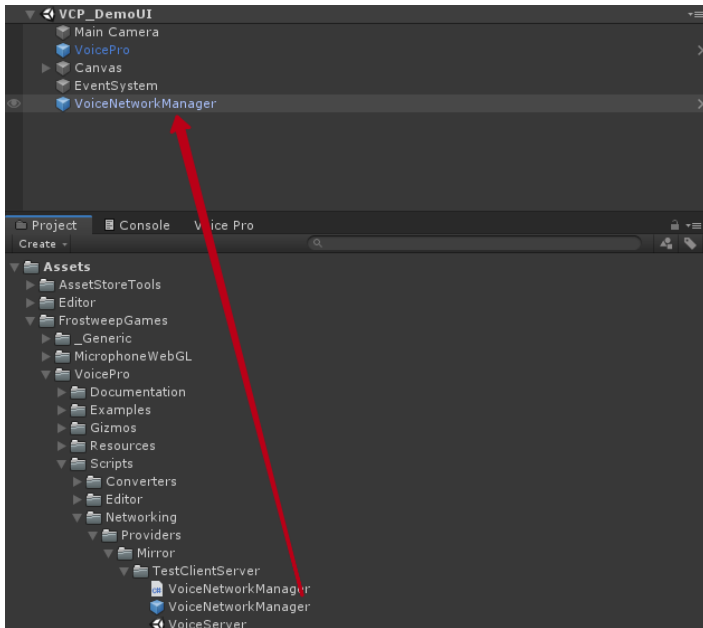 VCP_DemoUI
Main Camera
VoicePro
Canvas
EventSystem
VoiceNetworkManager
Project Console Voice Pro
Create
Assets
AssetStoreTools
Editor
FrostweepGames
_Generic
MicrophoneWebGL
VoicePro
Documentation
Examples
Gizmos
Resources
Scripts
Converters
Editor
Networking
Providers
Mirror
TestClientServer
VoiceNetworkManager
VoiceNetworkManager
VoiceServer